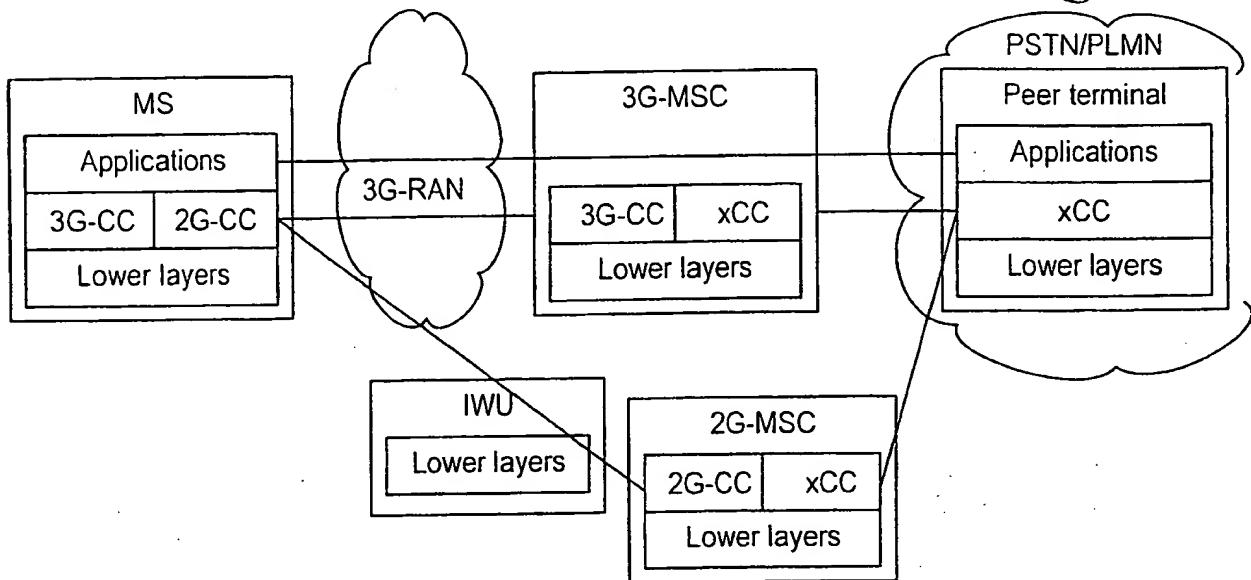 PSTN/PLMN
MS
3G-MSC
Peer terminal
Applications
Applications
3G-RAN
3G-CC
2G-CC
3G-CC
xCC
xCC
Lower layers
Lower layers
Lower layers
IWU
2G-MSC
Lower layers
2G-CC
xCC
Lower layers